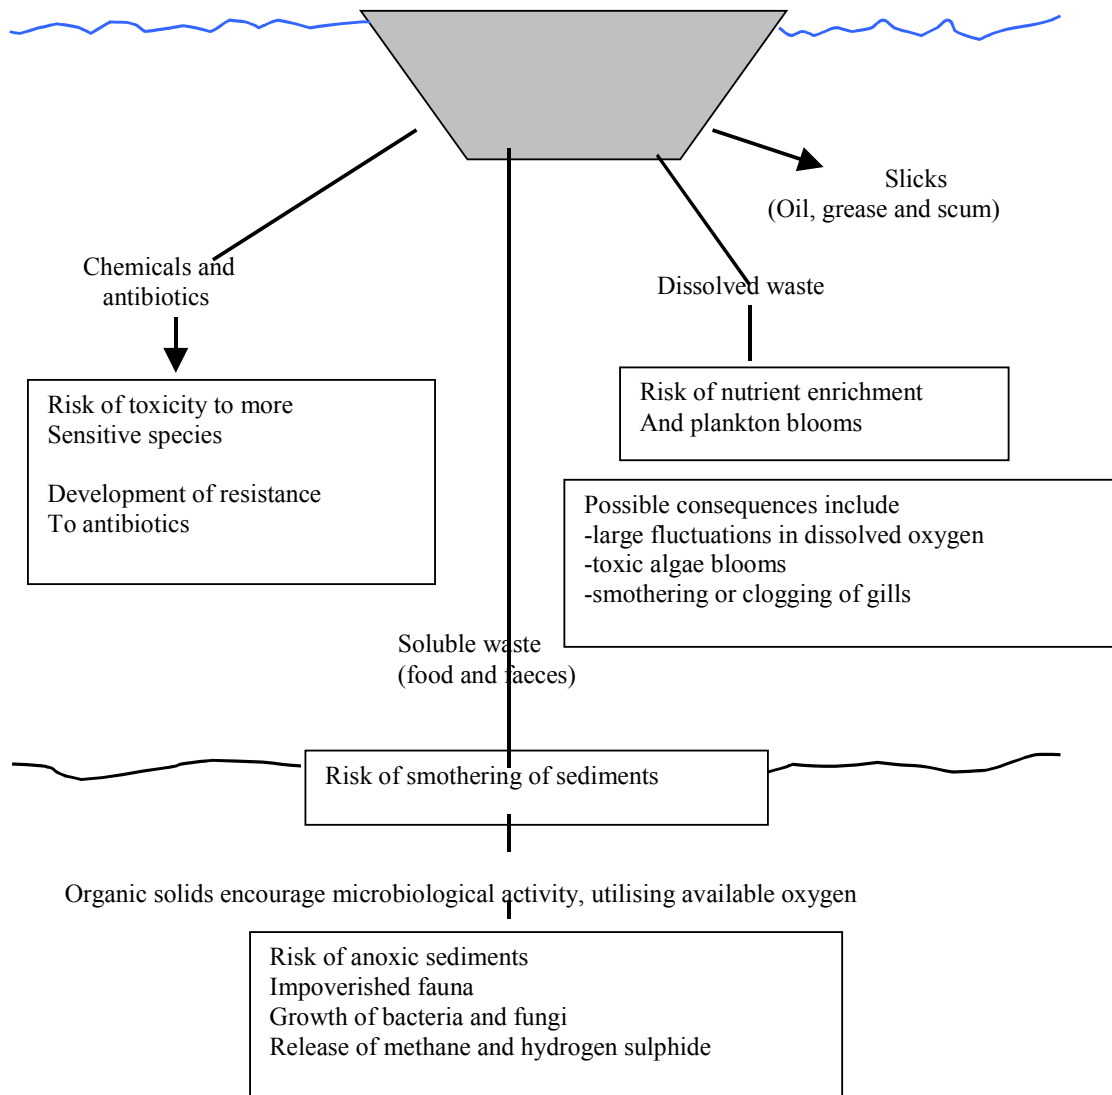 Slicks
(Oil, grease and scum)
Chemicals and
antibiotics
Dissolved waste
Risk of toxicity to more
Sensitive species
Development of resistance
To antibiotics
Risk of nutrient enrichment
And plankton blooms
Possible consequences include
-large fluctuations in dissolved oxygen
-toxic algae blooms
-smothering or clogging of gills
Soluble waste
(food and faeces)
Risk of smothering of sediments
Organic solids encourage microbiological activity, utilising available oxygen
Risk of anoxic sediments
Impoverished fauna
Growth of bacteria and fungi
Release of methane and hydrogen sulphide